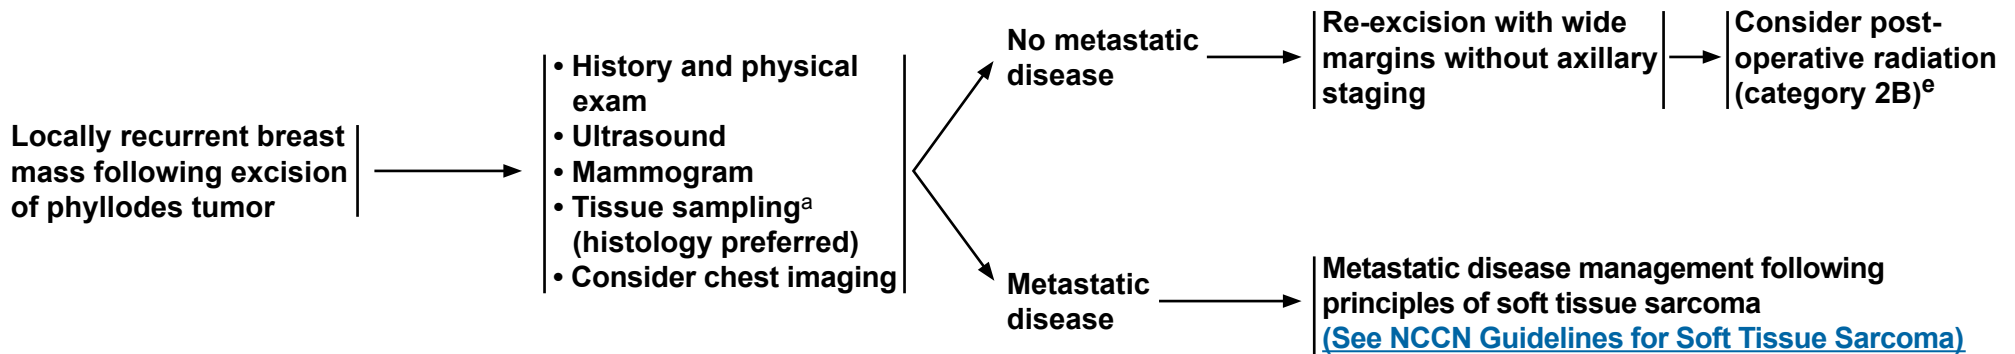 Locally recurrent breast
mass following excision
of phyllodes tumor
• History and physical
exam
• Ultrasound
• Mammogram
• Tissue samplingᵃ
(histology preferred)
• Consider chest imaging
No metastatic
disease
Re-excision with wide
margins without axillary
staging
Consider post-
operative radiation
(category 2B)ᵉ
Metastatic
disease
Metastatic disease management following
principles of soft tissue sarcoma
(See NCCN Guidelines for Soft Tissue Sarcoma)